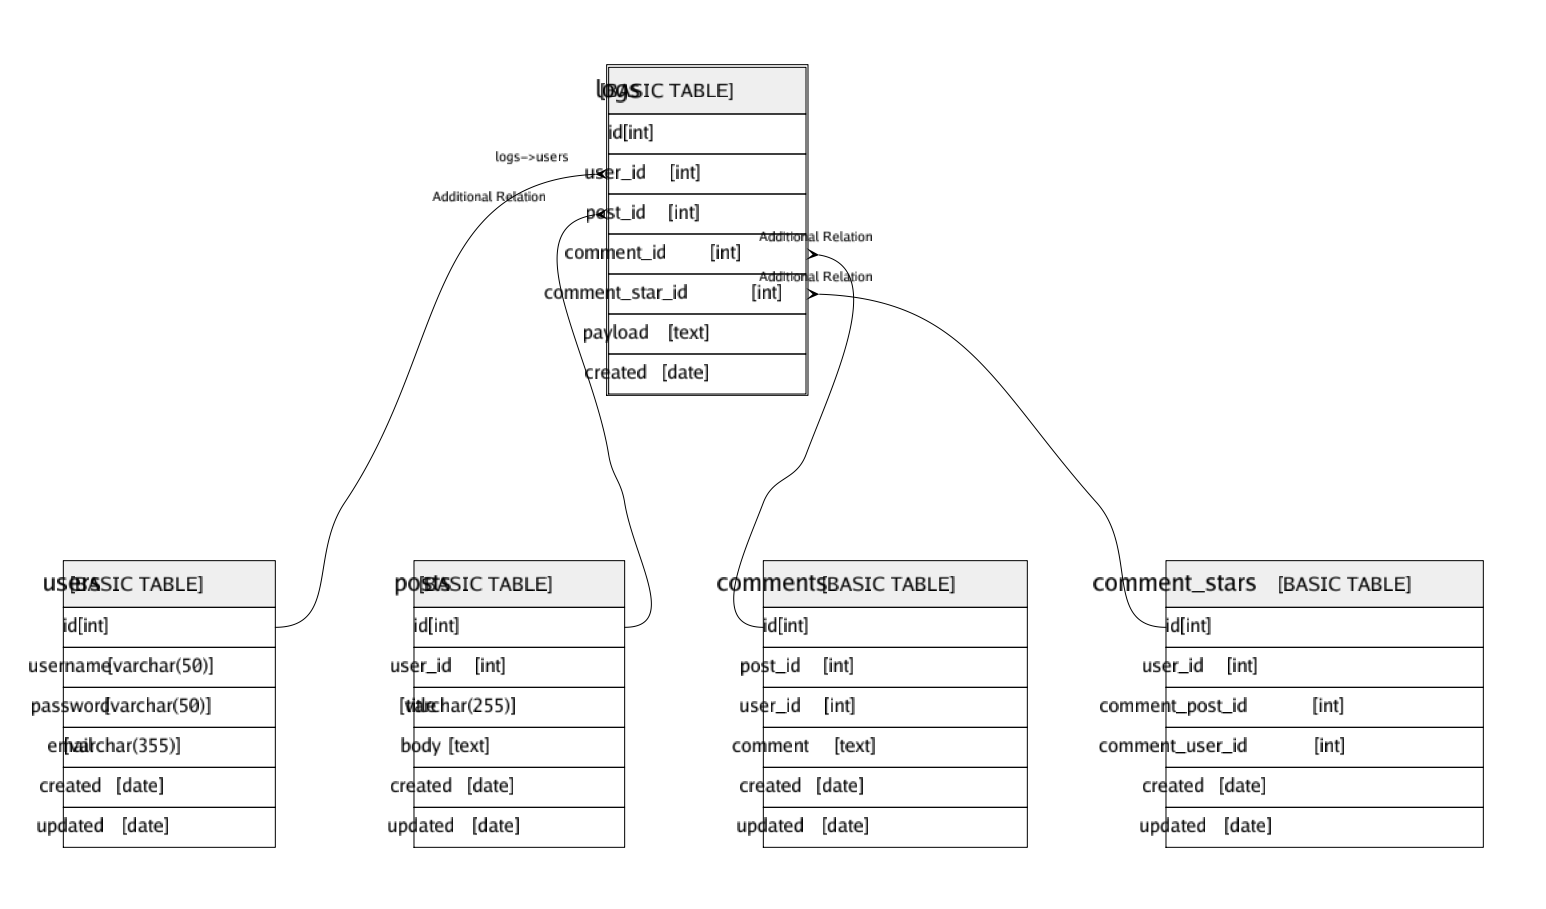 logs [BASIC TABLE]
id[int]
logs->users
user_id [int]
Additional Relation
post_id [int]
Additional Relation
comment_id [int]
Additional Relation
comment_star_id [int]
payload [text]
created [date]
users [BASIC TABLE]
id[int]
username[varchar(50)]
password[varchar(50)]
email[varchar(355)]
created [date]
updated [date]
posts [BASIC TABLE]
id[int]
user_id [int]
title[varchar(255)]
body [text]
created [date]
updated [date]
comments[BASIC TABLE]
id[int]
post_id [int]
user_id [int]
comment [text]
created [date]
updated [date]
comment_stars [BASIC TABLE]
id[int]
user_id [int]
comment_post_id [int]
comment_user_id [int]
created [date]
updated [date]